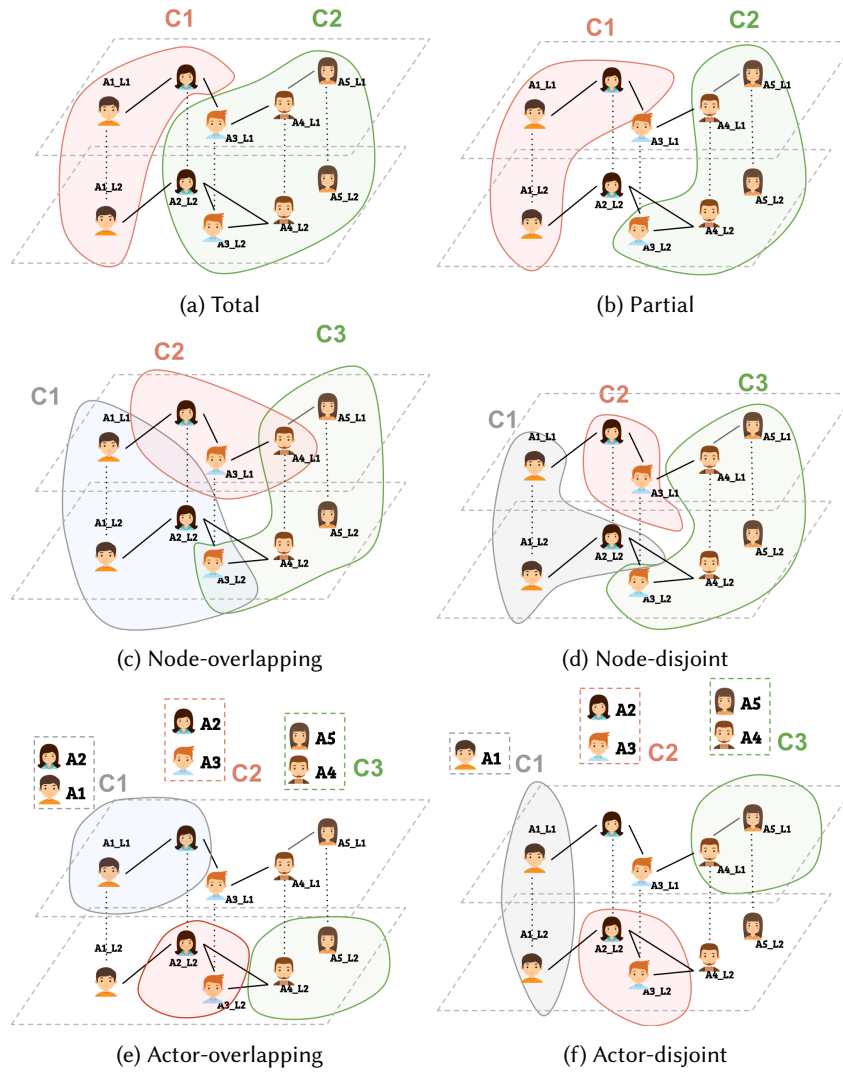 C1
C2
A1_L1
A5_L1
A3_L1
A4_L1
A1_L2
A2_L2
A5_L2
A3_L2
A4_L2
(a) Total
C1
C2
A1_L1
A5_L1
A3_L1
A4_L1
A1_L2
A2_L2
A5_L2
A3_L2
A4_L2
(b) Partial
C1
C2
C3
A1_L1
A5_L1
A3_L1
A4_L1
A1_L2
A2_L2
A5_L2
A3_L2
A4_L2
(c) Node-overlapping
C1
C2
C3
A1_L1
A5_L1
A3_L1
A4_L1
A1_L2
A2_L2
A5_L2
A3_L2
A4_L2
(d) Node-disjoint
A2
A1
C1
A2
A3
C2
A5
A4
C3
A1_L1
A5_L1
A3_L1
A4_L1
A1_L2
A2_L2
A5_L2
A3_L2
A4_L2
(e) Actor-overlapping
A1
C1
A2
A3
C2
A5
A4
C3
A1_L1
A5_L1
A3_L1
A4_L1
A1_L2
A2_L2
A5_L2
A3_L2
A4_L2
(f) Actor-disjoint